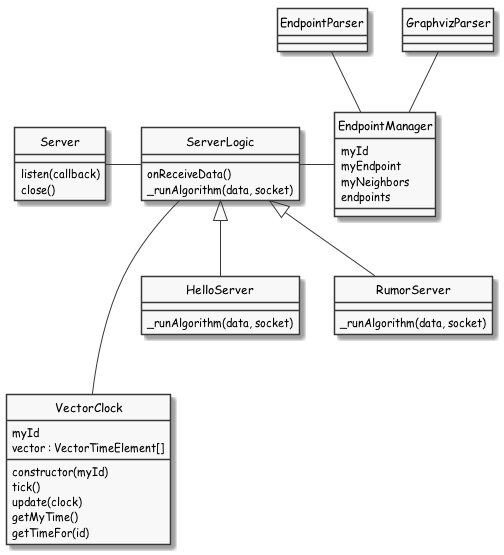 EndpointParser
GraphvizParser
EndpointManager
myId
myEndpoint
myNeighbors
endpoints
Server
listen(callback)
close()
ServerLogic
onReceiveData()
_runAlgorithm(data, socket)
HelloServer
_runAlgorithm(data, socket)
RumorServer
_runAlgorithm(data, socket)
VectorClock
myId
vector : VectorTimeElement[]
constructor(myId)
tick()
update(clock)
getMyTime()
getTimeFor(id)